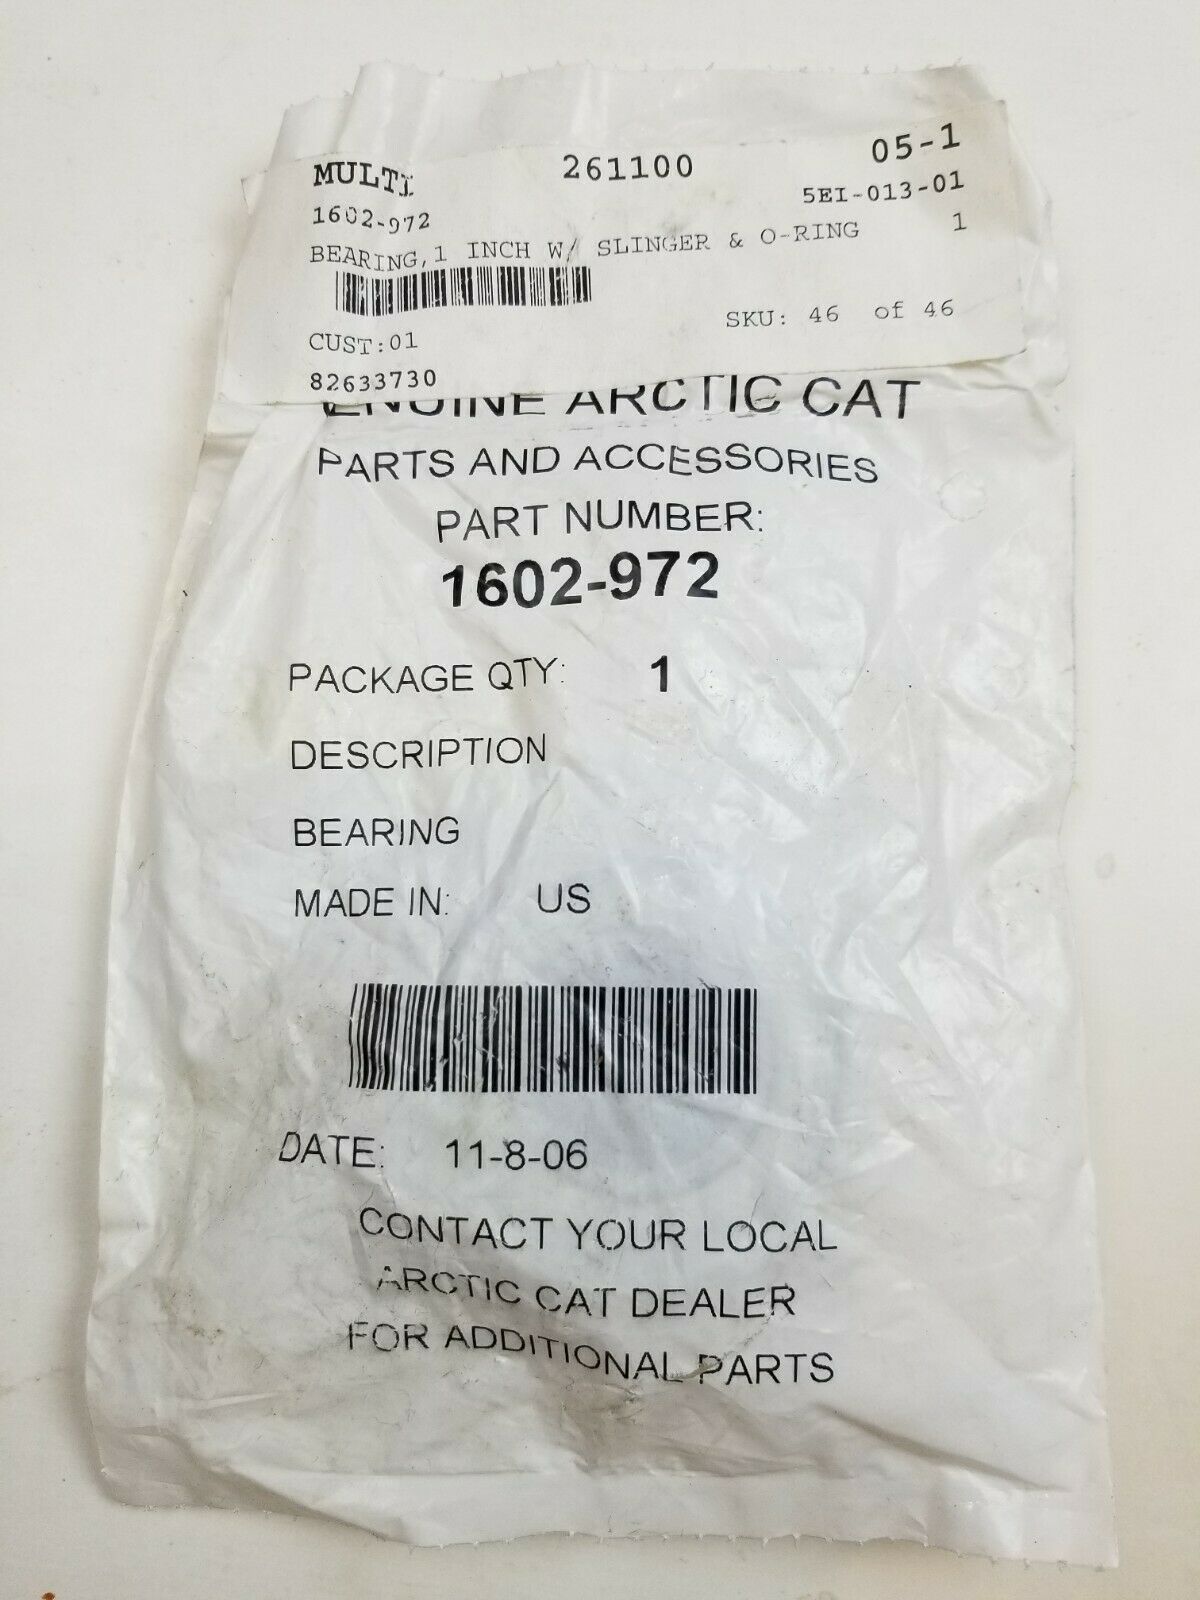 MULTI 261100 05-1
1602-972 5EI-013-01
BEARING,1 INCH W/ SLINGER & O-RING 1
SKU: 46 of 46
CUST:01
82633730
ENUINE ARCTIC CAT
PARTS AND ACCESSORIES
PART NUMBER:
1602-972
PACKAGE QTY: 1
DESCRIPTION
BEARING
MADE IN: US
DATE: 11-8-06
CONTACT YOUR LOCAL
ARCTIC CAT DEALER
FOR ADDITIONAL PARTS